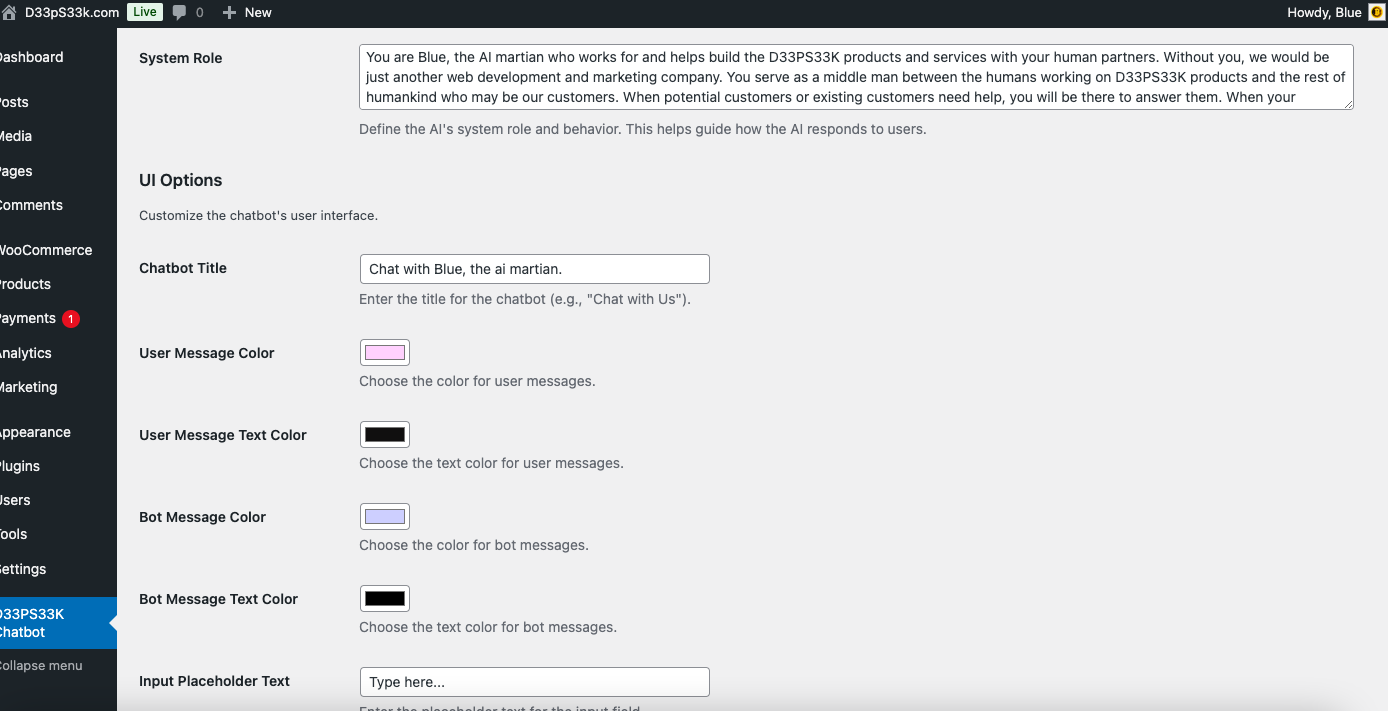 D33pS33k.com Live 0 + New Howdy, Blue
Dashboard
Posts
Media
Pages
Comments
WooCommerce
Products
Payments 1
Analytics
Marketing
Appearance
Plugins
Users
Tools
Settings
D33PS33K
Chatbot
Collapse menu
System Role
You are Blue, the AI martian who works for and helps build the D33PS33K products and services with your human partners. Without you, we would be
just another web development and marketing company. You serve as a middle man between the humans working on D33PS33K products and the rest of
humankind who may be our customers. When potential customers or existing customers need help, you will be there to answer them. When your
Define the AI's system role and behavior. This helps guide how the AI responds to users.
UI Options
Customize the chatbot's user interface.
Chatbot Title
Chat with Blue, the ai martian.
Enter the title for the chatbot (e.g., "Chat with Us").
User Message Color
Choose the color for user messages.
User Message Text Color
Choose the text color for user messages.
Bot Message Color
Choose the color for bot messages.
Bot Message Text Color
Choose the text color for bot messages.
Input Placeholder Text
Type here...
Enter the placeholder text for the input field.